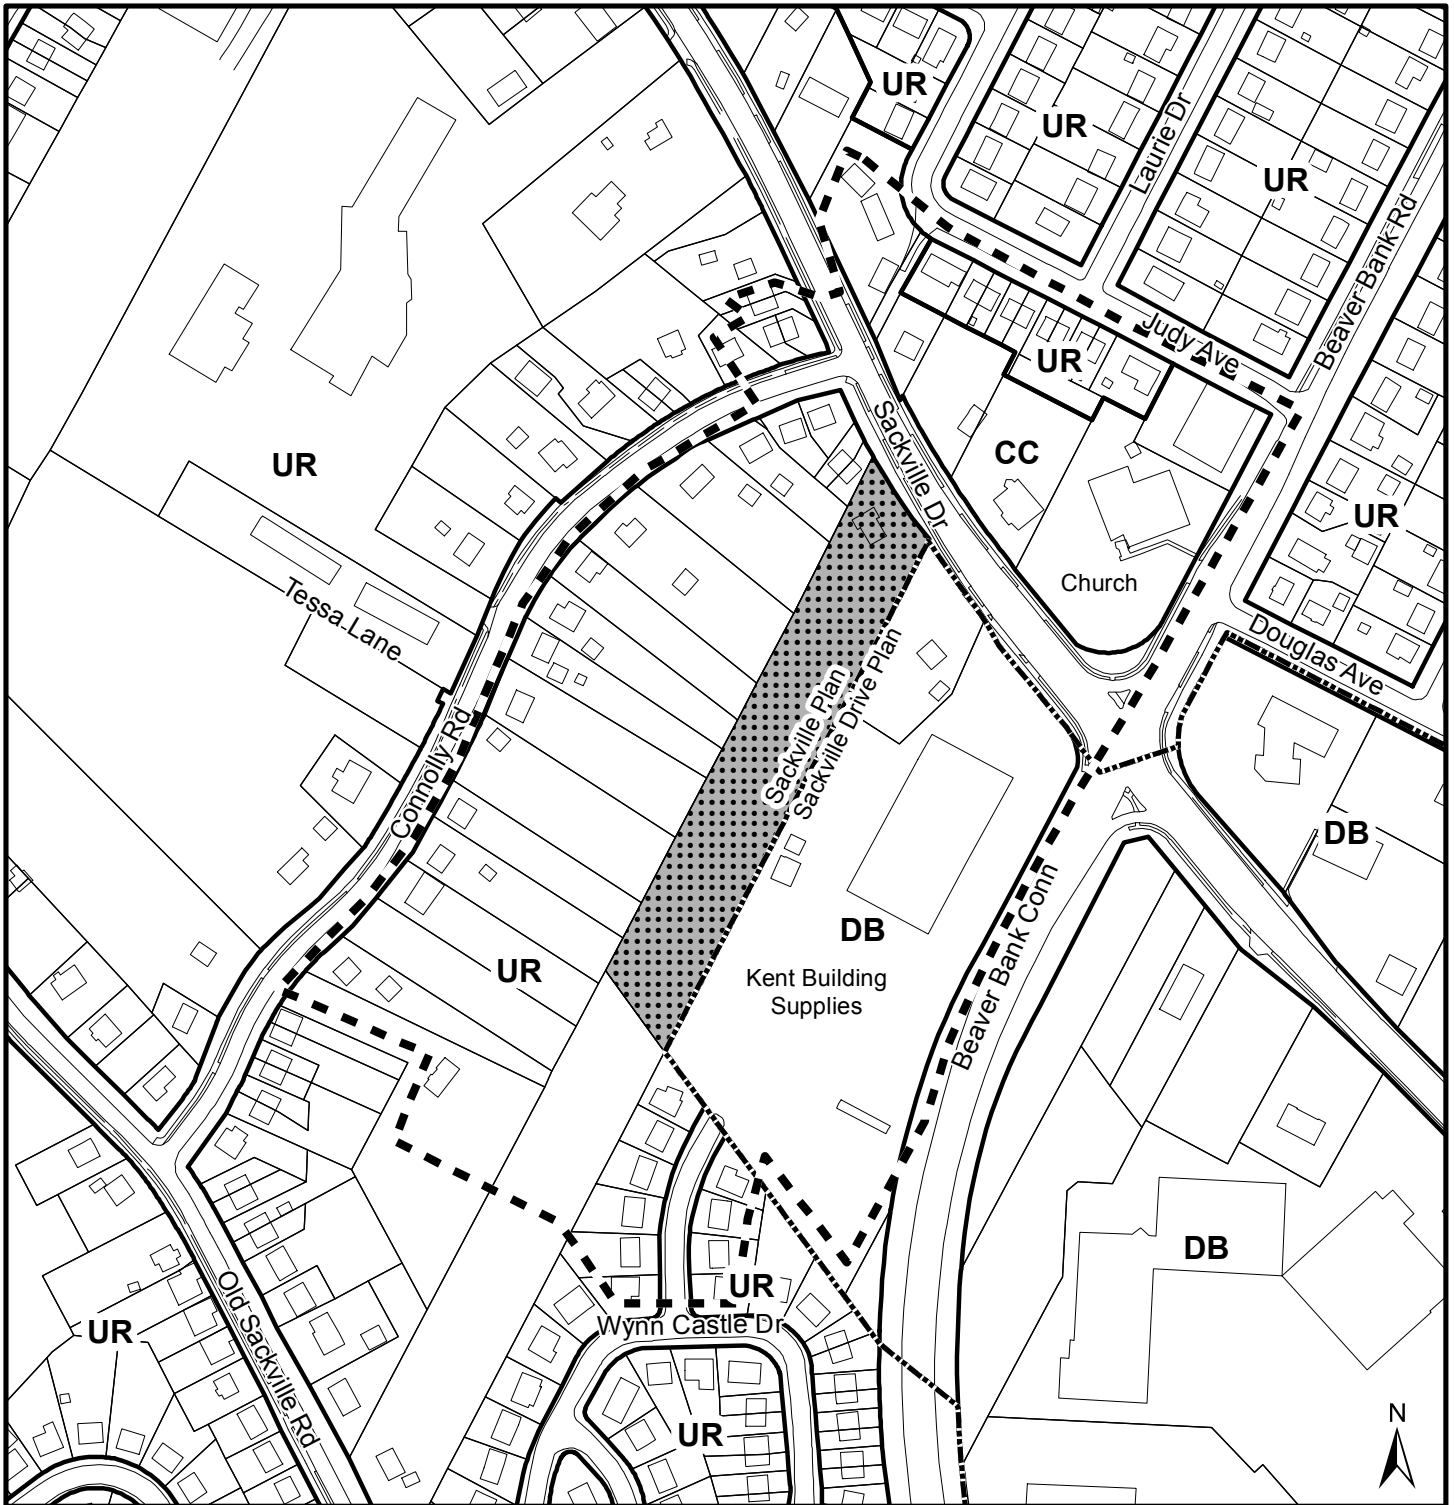 UR
UR
Laurie Dr
UR
Beaver Bank Rd
Judy Ave
UR
Sackville Dr
CC
UR
UR
Church
Tessa Lane
Douglas Ave
Sackville Plan
Sackville Drive Plan
Connolly Rd
DB
DB
Kent Building
Supplies
UR
Beaver Bank Conn
DB
UR
Wynn Castle Dr
UR
Old Sackville Rd
UR
N